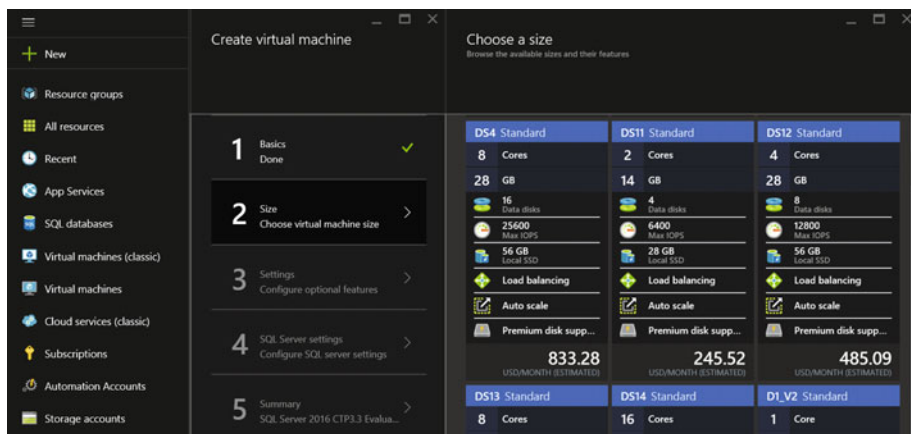 New
Resource groups
All resources
Recent
App Services
SQL databases
Virtual machines (classic)
Virtual machines
Cloud services (classic)
Subscriptions
Automation Accounts
Storage accounts
Create virtual machine
1
Basics
Done
2
Size
Choose virtual machine size
3
Settings
Configure optional features
4
SQL Server settings
Configure SQL server settings
5
Summary
SQL Server 2016 CTP3.3 Evalua...
Choose a size
Browse the available sizes and their features
DS4 Standard
8 Cores
28 GB
16
Data disks
25600
Max IOPS
56 GB
Local SSD
Load balancing
Auto scale
Premium disk supp...
833.28
USD/MONTH (ESTIMATED)
DS11 Standard
2 Cores
14 GB
4
Data disks
6400
Max IOPS
28 GB
Local SSD
Load balancing
Auto scale
Premium disk supp...
245.52
USD/MONTH (ESTIMATED)
DS12 Standard
4 Cores
28 GB
8
Data disks
12800
Max IOPS
56 GB
Local SSD
Load balancing
Auto scale
Premium disk supp...
485.09
USD/MONTH (ESTIMATED)
DS13 Standard
8 Cores
DS14 Standard
16 Cores
D1_V2 Standard
1 Core